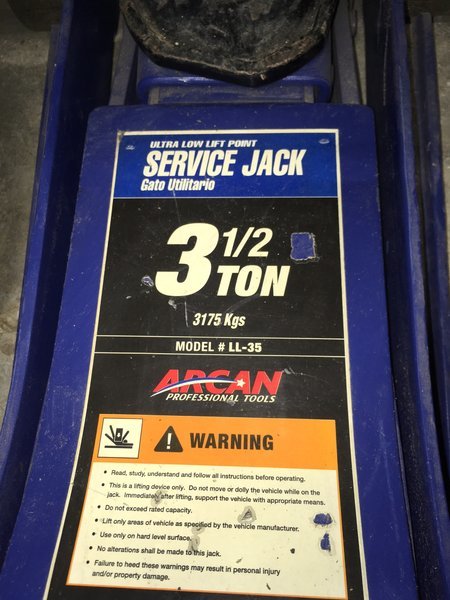 ULTRA LOW LIFT POINT
SERVICE JACK
Gato Utilitario
3 1/2
TON
3175 Kgs
MODEL # LL-35
ARCAN
PROFESSIONAL TOOLS
WARNING
• Read, study, understand and follow all instructions before operating.
• This is a lifting device only. Do not move or dolly the vehicle while on the
jack. Immediately after lifting, support the vehicle with appropriate means.
• Do not exceed rated capacity.
• Lift only areas of vehicle as specified by the vehicle manufacturer.
• Use only on hard level surface.
• No alterations shall be made to this jack.
• Failure to heed these warnings may result in personal injury
and/or property damage.